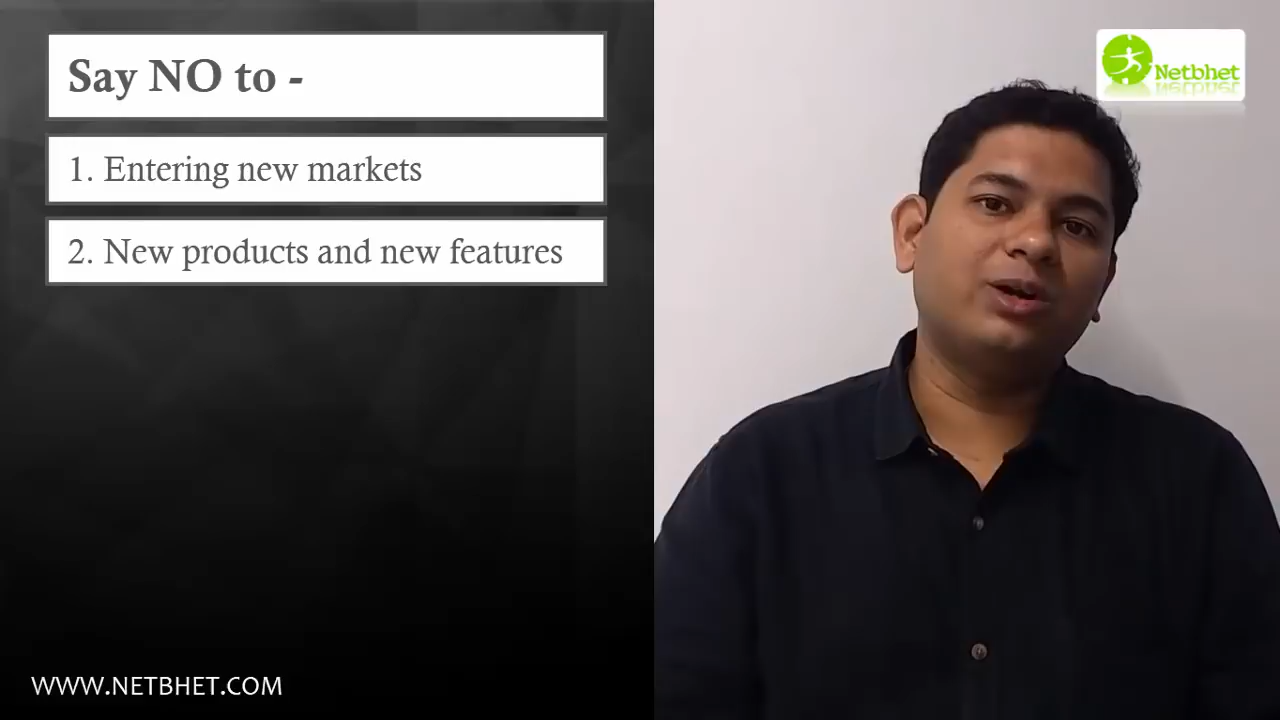 Say NO to -
1. Entering new markets
2. New products and new features
Netbhet
WWW.NETBHET.COM